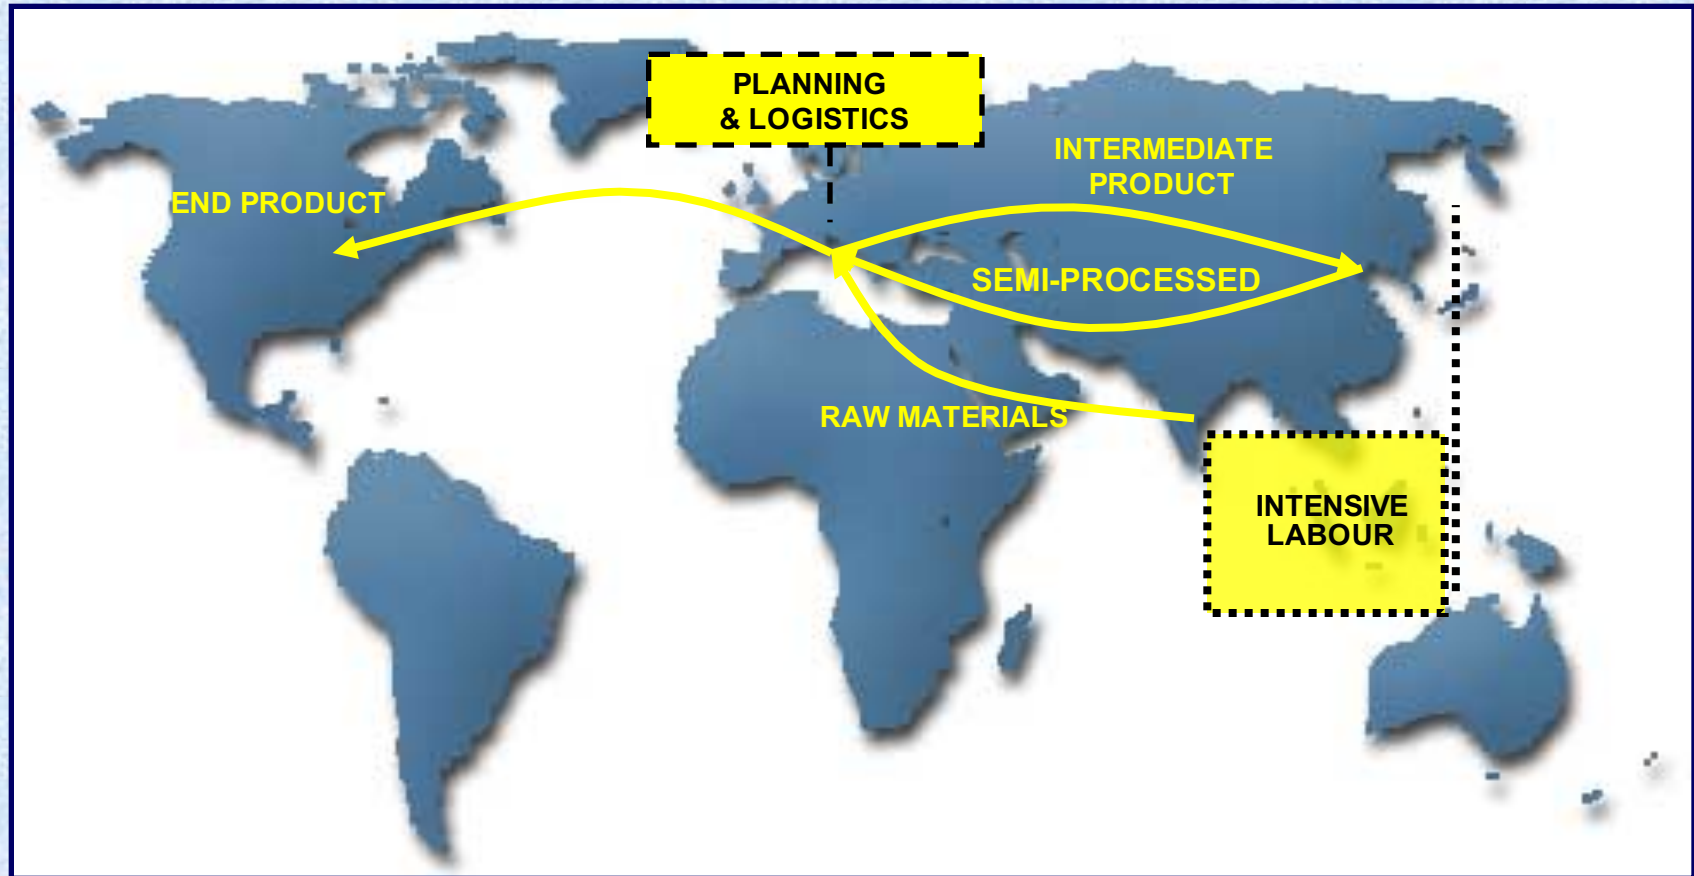 PLANNING
& LOGISTICS
INTERMEDIATE
PRODUCT
END PRODUCT
SEMI-PROCESSED
RAW MATERIALS
INTENSIVE
LABOUR